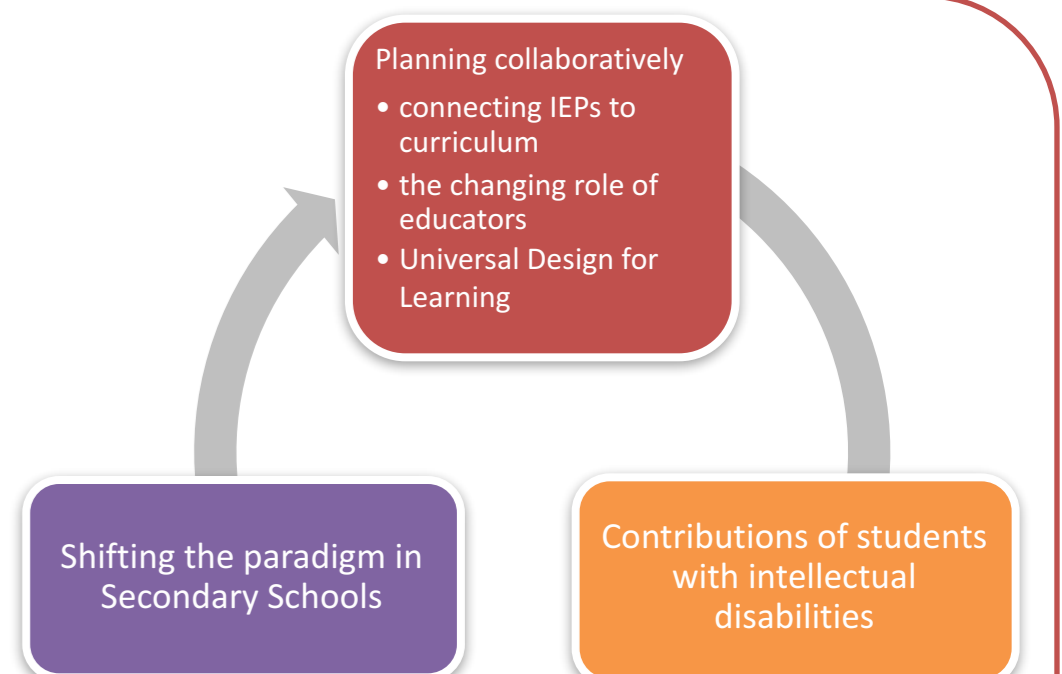 Planning collaboratively
• connecting IEPs to
curriculum
• the changing role of
educators
• Universal Design for
Learning
Shifting the paradigm in
Secondary Schools
Contributions of students
with intellectual
disabilities